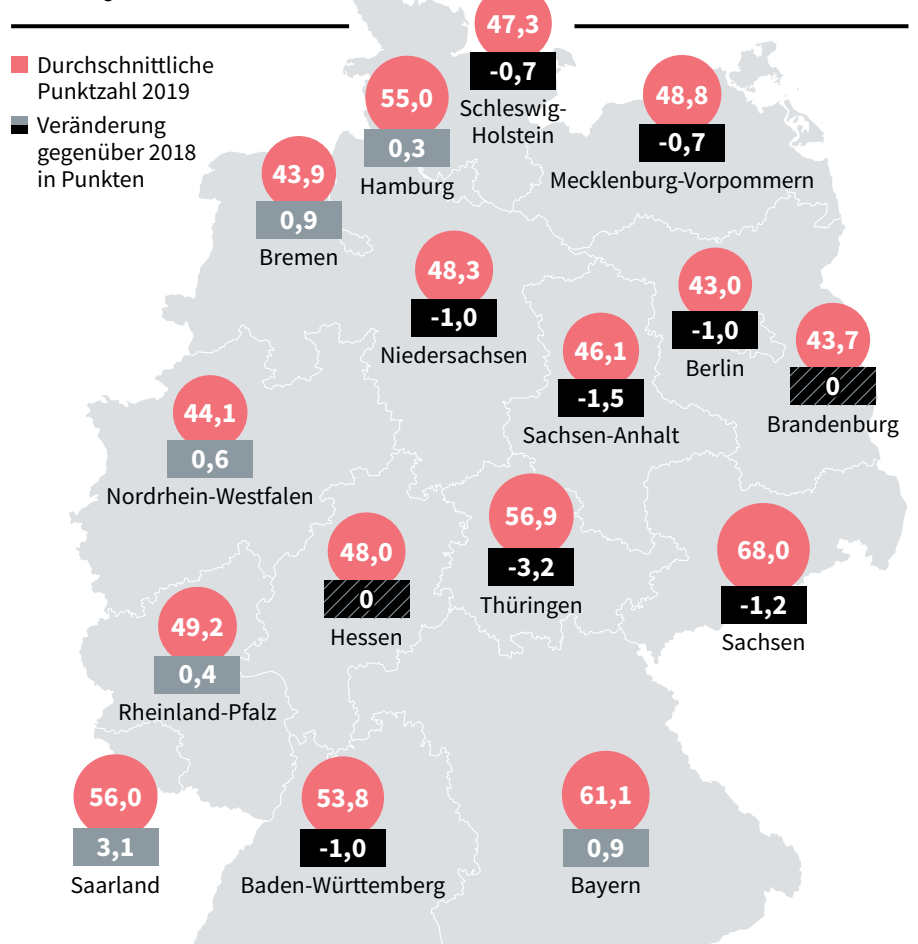 Durchschnittliche
Punktzahl 2019
Veränderung
gegenüber 2018
in Punkten
47,3
-0,7
Schleswig-
Holstein
55,0
0,3
Hamburg
48,8
-0,7
Mecklenburg-Vorpommern
43,9
0,9
Bremen
48,3
-1,0
Niedersachsen
43,0
-1,0
Berlin
46,1
-1,5
Sachsen-Anhalt
43,7
0
Brandenburg
44,1
0,6
Nordrhein-Westfalen
56,9
-3,2
Thüringen
48,0
0
Hessen
68,0
-1,2
Sachsen
49,2
0,4
Rheinland-Pfalz
56,0
3,1
Saarland
53,8
-1,0
Baden-Württemberg
61,1
0,9
Bayern